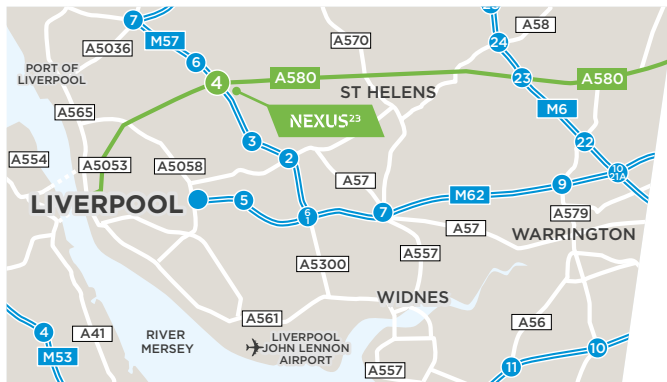 7
A5036
M57
6
PORT OF
LIVERPOOL
A570
A58
24
A580
4
23
A580
A565
ST HELENS
M6
NEXUS²³
3
2
22
A554
A5053
A5058
A57
10
21A
M62
9
LIVERPOOL
5
6
1
7
A579
A57
WARRINGTON
A557
A5300
WIDNES
A561
A56
4
A41
RIVER
MERSEY
LIVERPOOL
JOHN LENNON
AIRPORT
M53
10
11
A557